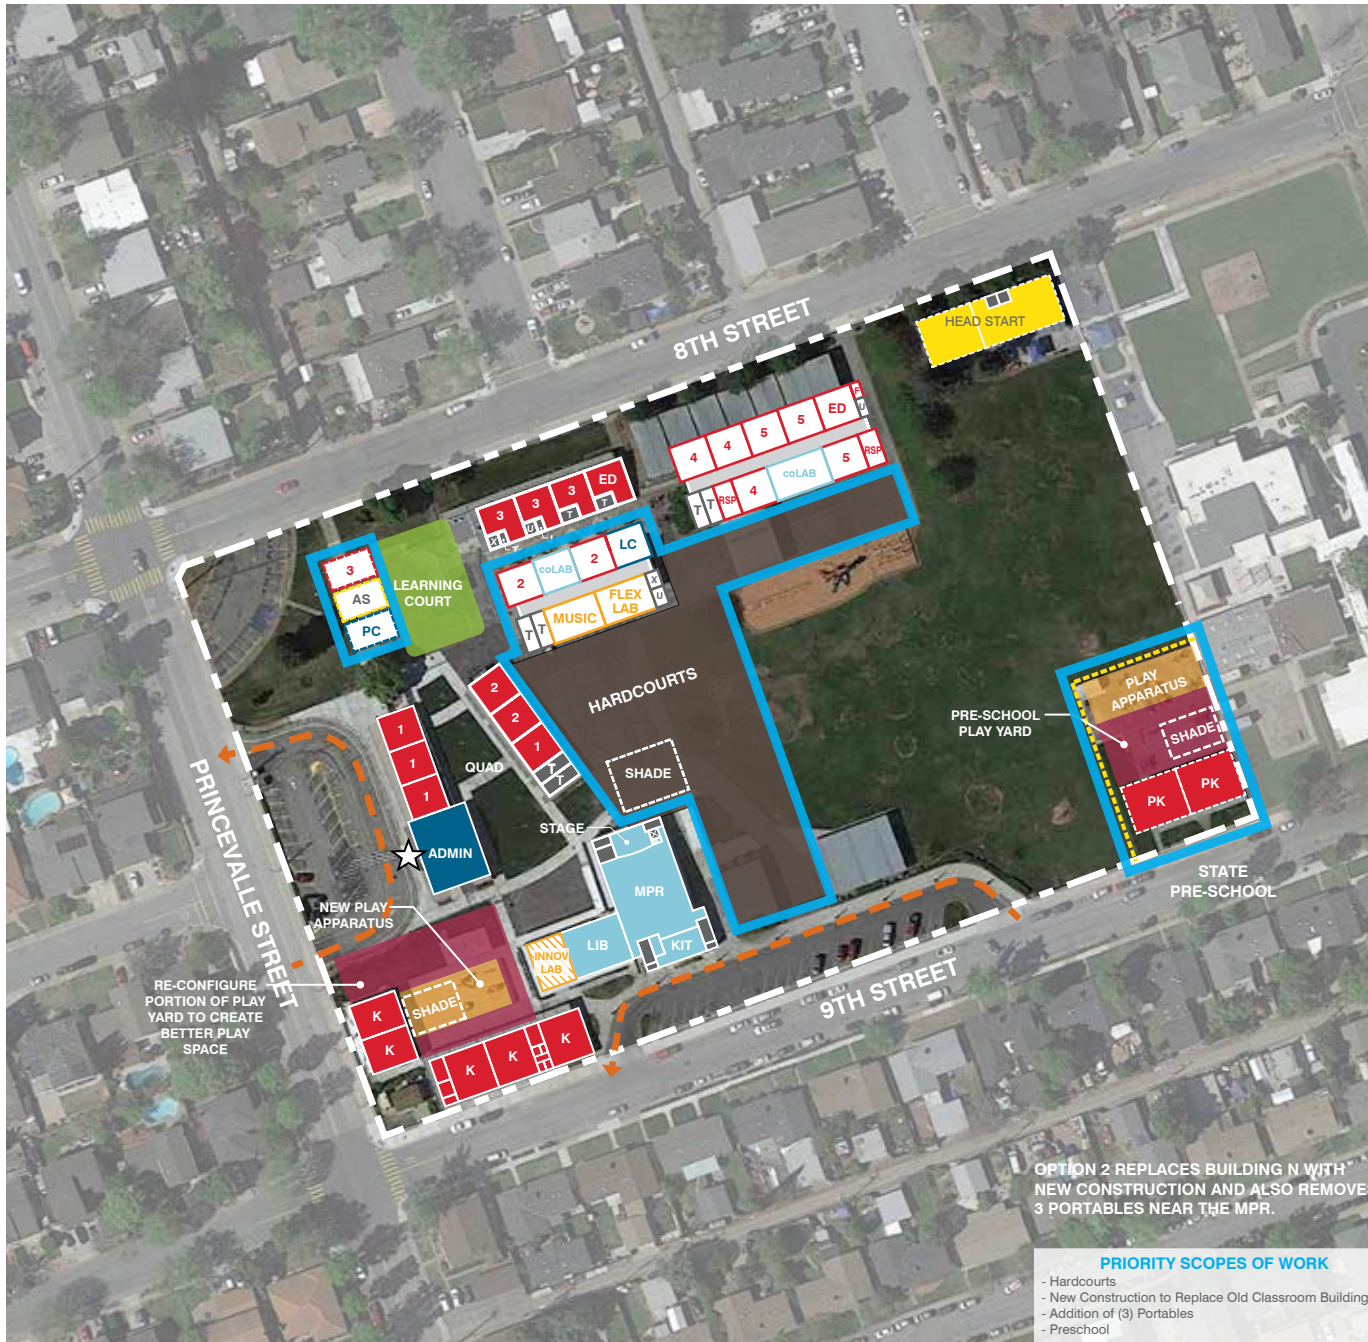 8TH STREET
HEAD START
4
4
5
5
ED
F
U
T
T
RSP
4
coLAB
5
RSP
3
3
3
ED
X
U
T
T
T
2
coLAB
2
LC
T
T
MUSIC
FLEX
LAB
X
U
3
AS
PC
LEARNING
COURT
HARDCOURTS
SHADE
2
2
1
T
T
QUAD
1
1
1
ADMIN
PRINCEVALLE STREET
STAGE
MPR
LIB
KIT
INNOV
LAB
NEW PLAY
APPARATUS
RE-CONFIGURE
PORTION OF PLAY
YARD TO CREATE
BETTER PLAY
SPACE
SHADE
K
K
K
K
K
9TH STREET
PRE-SCHOOL
PLAY YARD
PLAY
APPARATUS
SHADE
PK
PK
STATE
PRE-SCHOOL
OPTION 2 REPLACES BUILDING N WITH
NEW CONSTRUCTION AND ALSO REMOVE
3 PORTABLES NEAR THE MPR.
PRIORITY SCOPES OF WORK
- Hardcourts
- New Construction to Replace Old Classroom Building
- Addition of (3) Portables
- Preschool